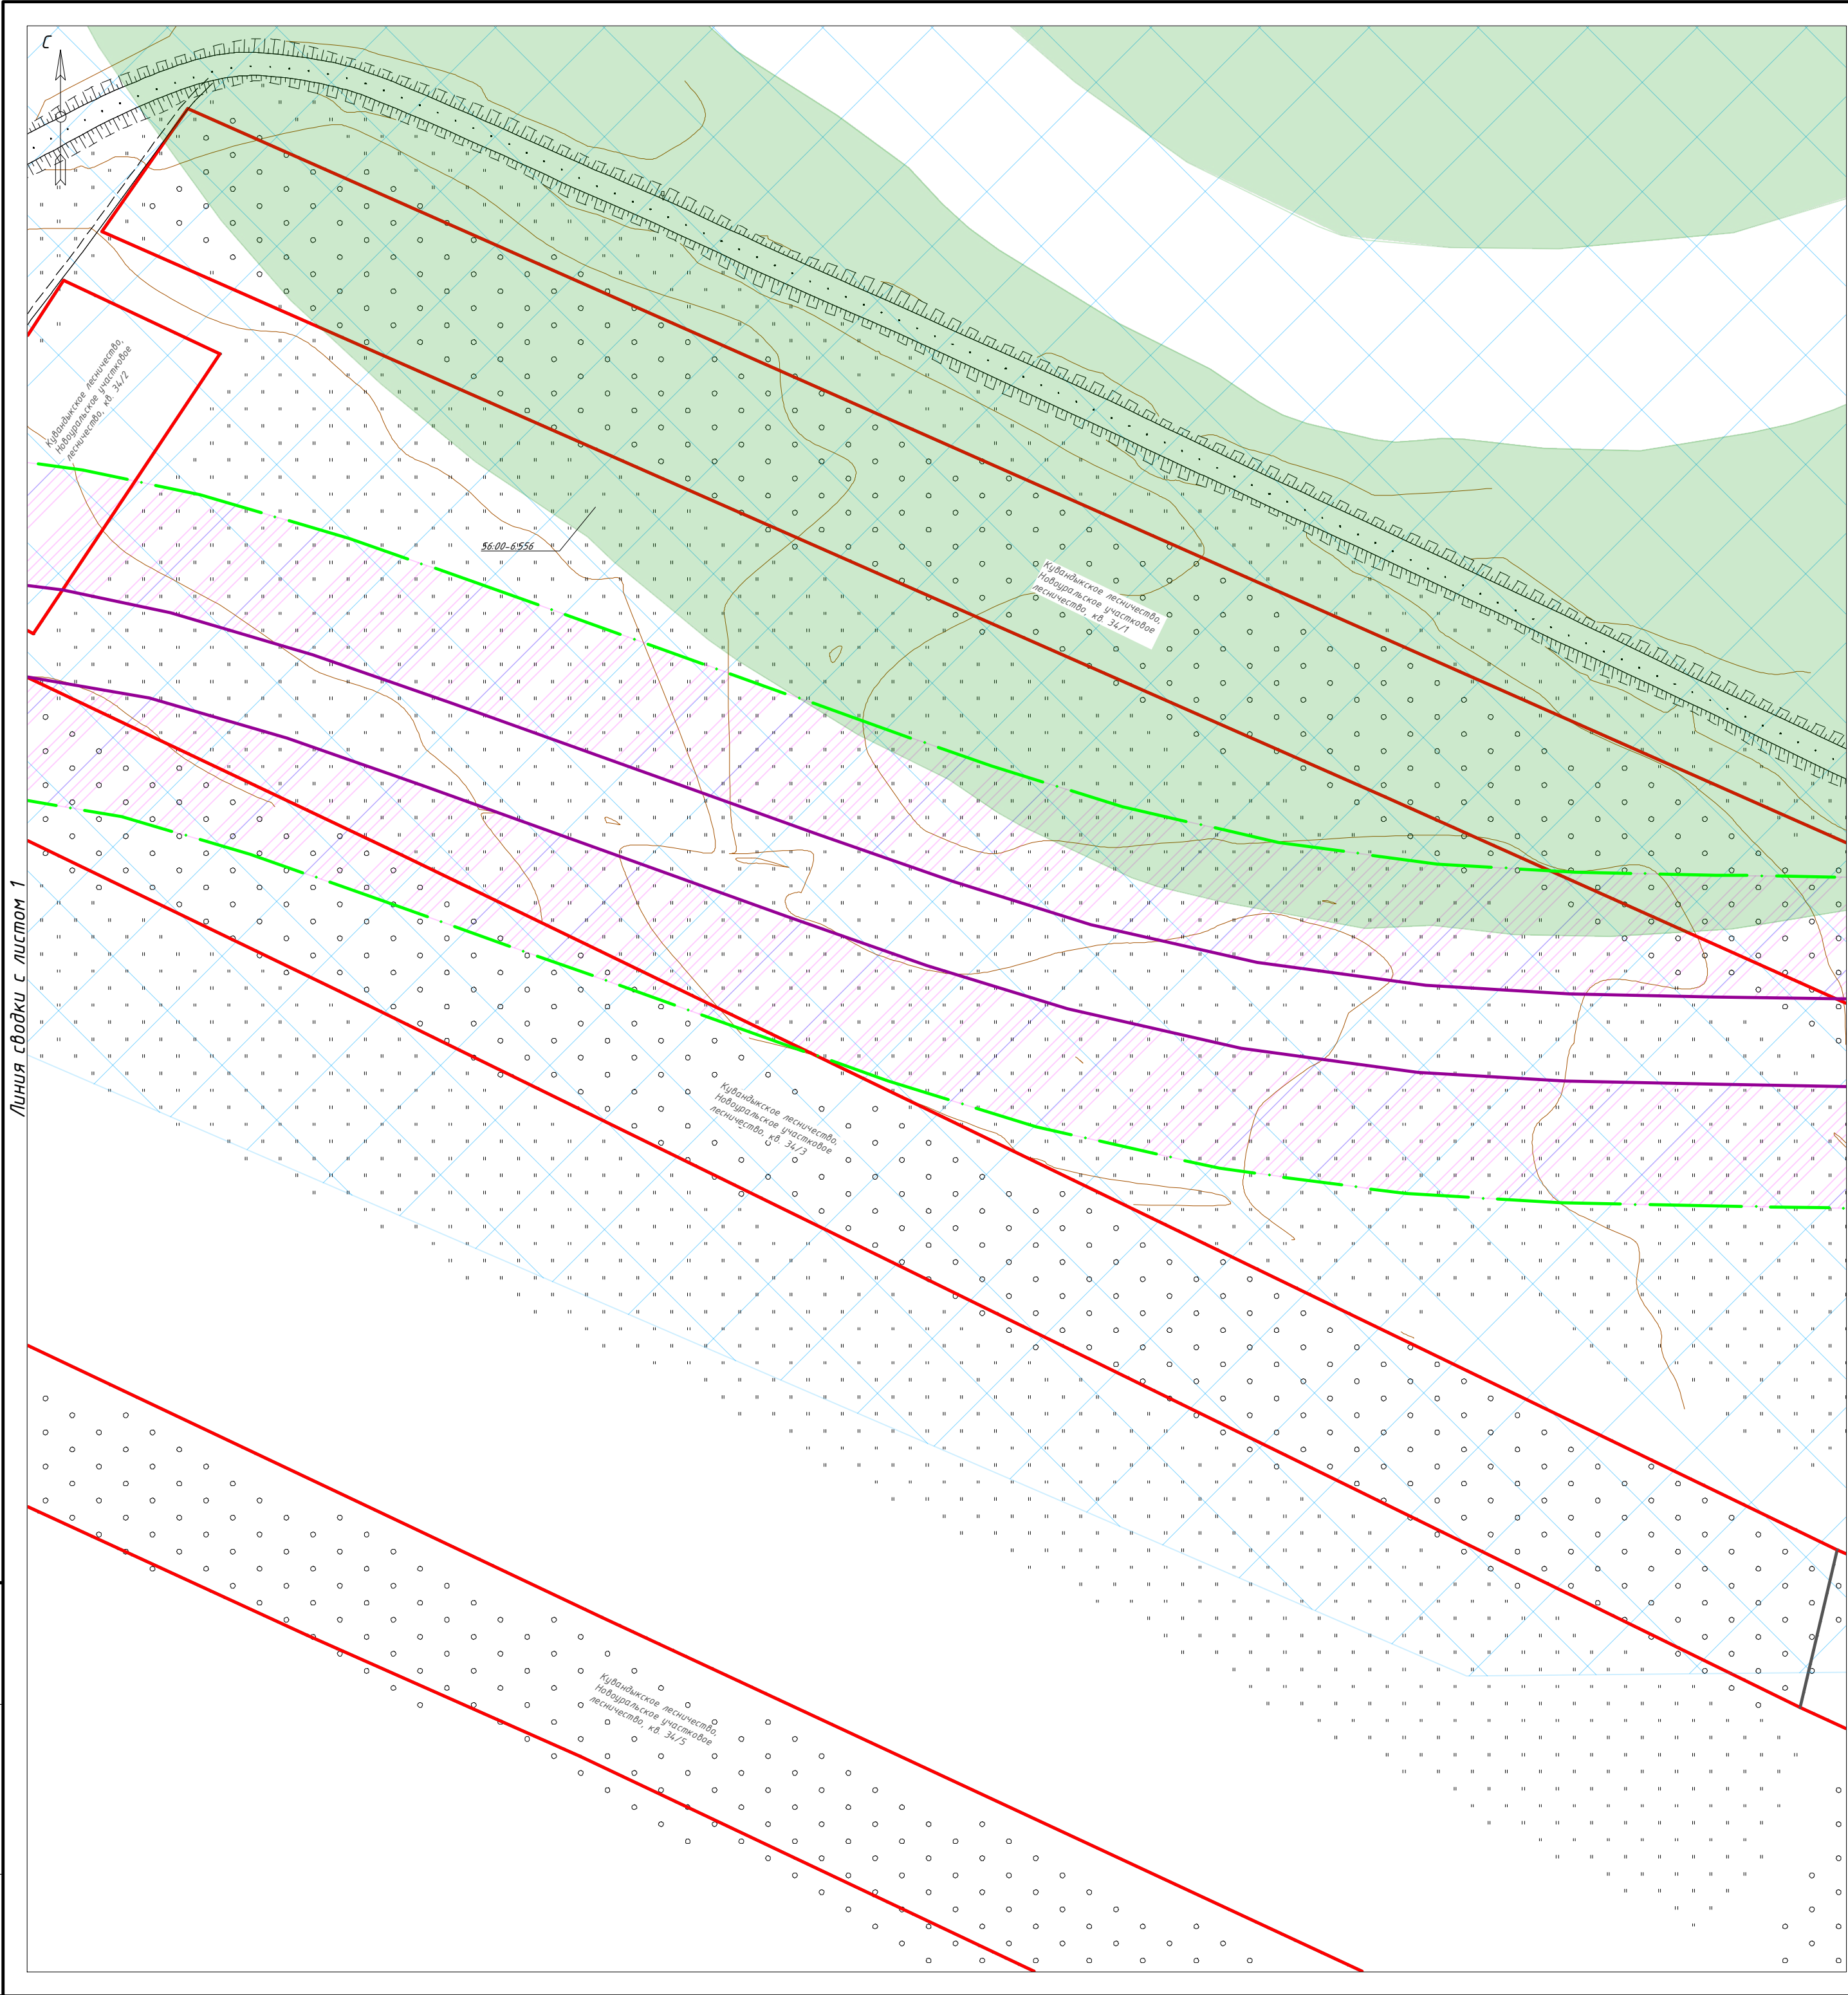 С
Кувандыкское лесничество,
Новоуральское участковое
лесничество, кв. 34/2
56:00-6.556
Кувандыкское лесничество,
Новоуральское участковое
лесничество, кв. 34/1
Линия сводки с листом 1
Кувандыкское лесничество,
Новоуральское участковое
лесничество, кв. 34/3
Кувандыкское лесничество,
Новоуральское участковое
лесничество, кв. 34/5